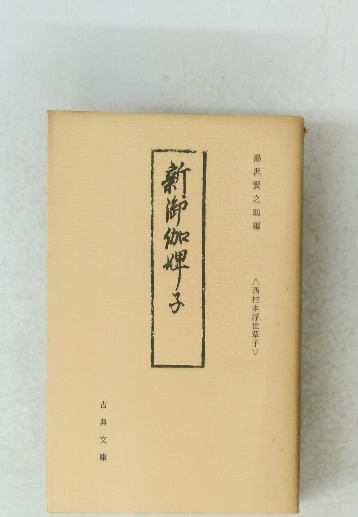 湯沢賢之助編
〈西村本浮世草子〉
新御伽婢子
古典文庫